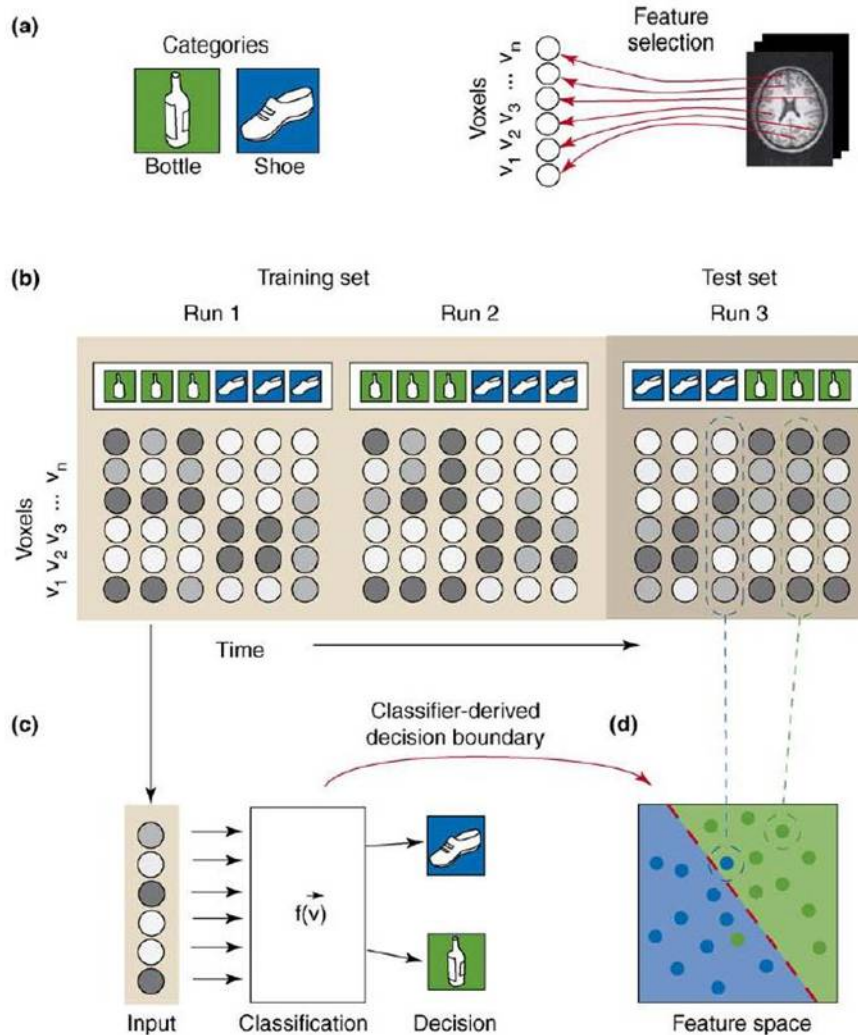 (a)
Categories
Bottle
Shoe
Feature
selection
Voxels
v1 v2 v3 ... vn
(b)
Training set
Test set
Run 1
Run 2
Run 3
Voxels
v1 v2 v3 ... vn
Time
(c)
Classifier-derived
decision boundary
(d)
f(v)
Input
Classification
Decision
Feature space